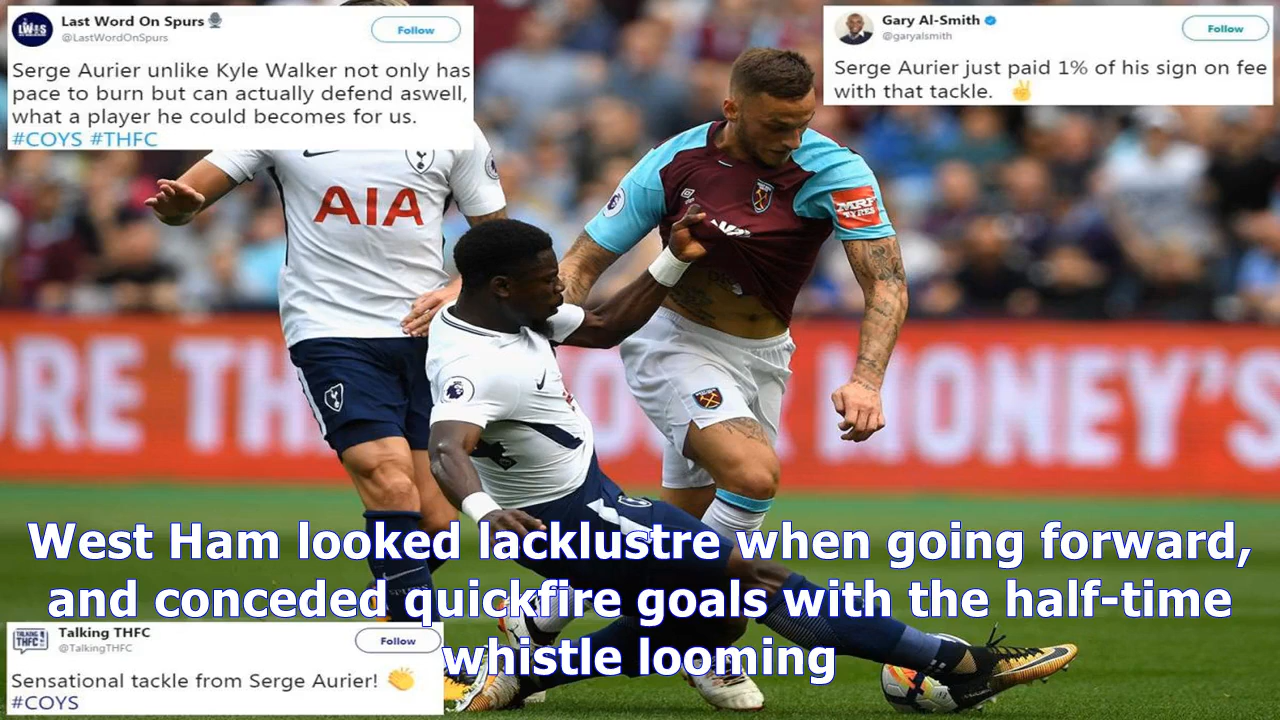 Last Word On Spurs
@LastWordOnSpurs
Follow
Serge Aurier unlike Kyle Walker not only has
pace to burn but can actually defend aswell,
what a player he could becomes for us.
#COYS #THFC
Gary Al-Smith
@garyalsmith
Follow
Serge Aurier just paid 1% of his sign on fee
with that tackle. ✌
AIA
MRF
TYRES
MONEY'S
West Ham looked lacklustre when going forward,
and conceded quickfire goals with the half-time
whistle looming
Talking THFC
@TalkingTHFC
Follow
Sensational tackle from Serge Aurier! 👏
#COYS